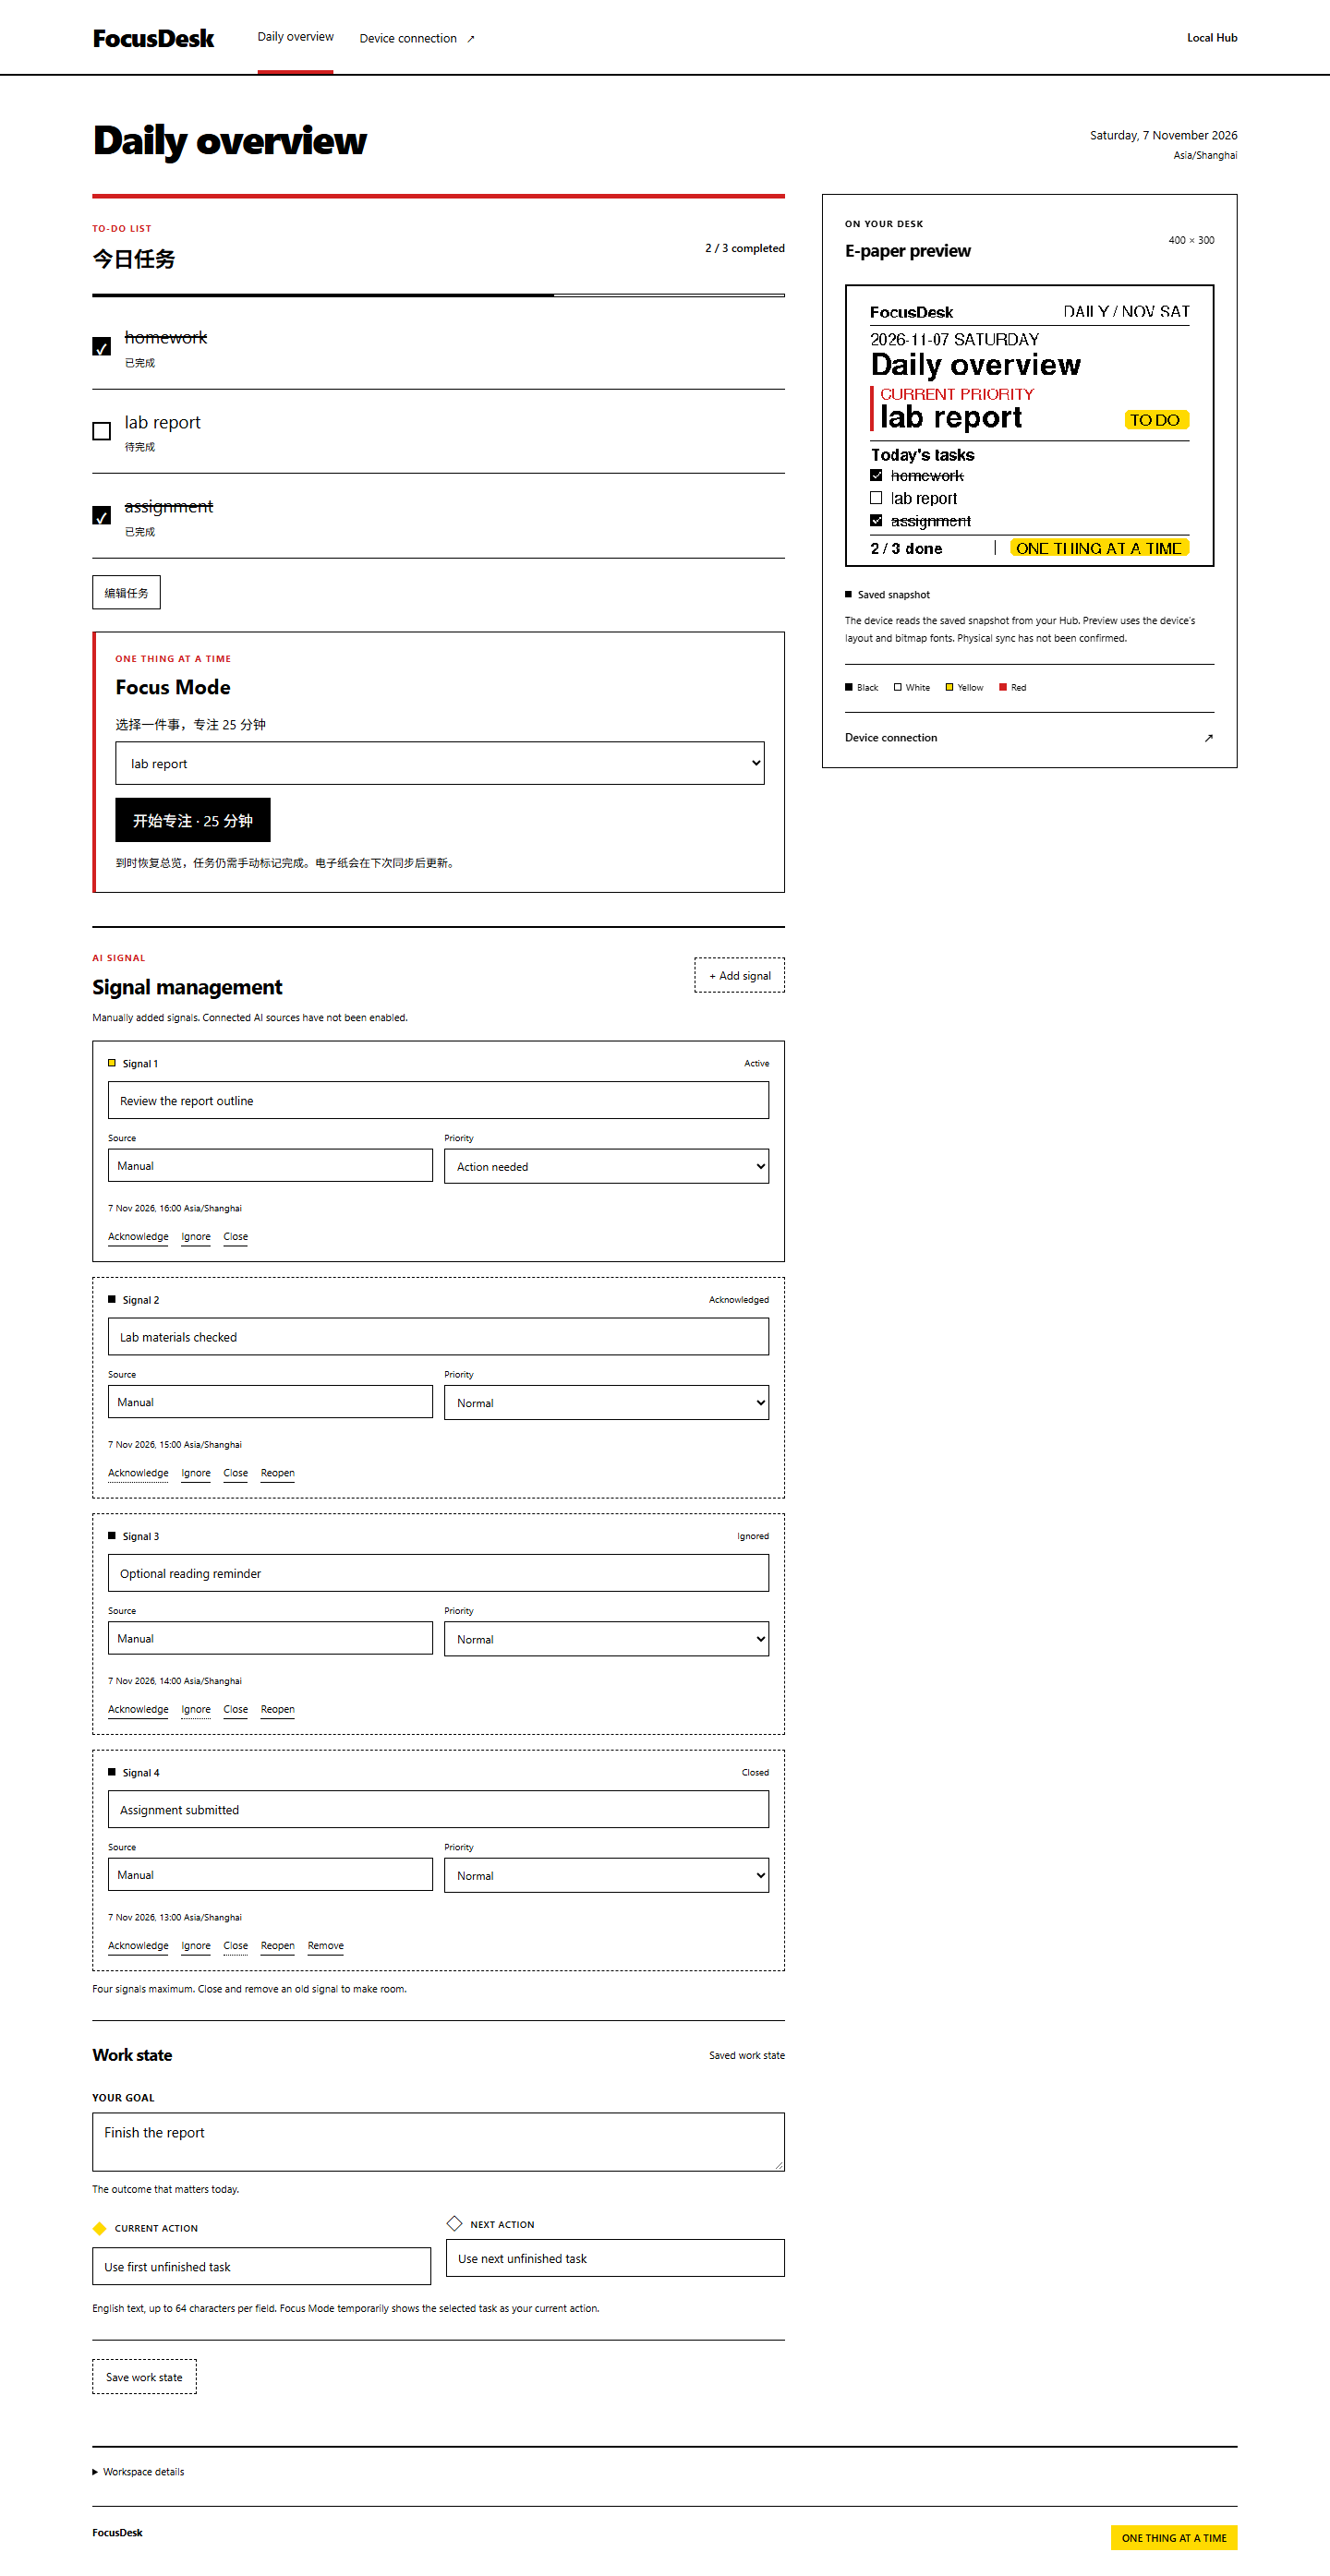 FocusDesk
Daily overview
Device connection ↗
Local Hub
Daily overview
Saturday, 7 November 2026
Asia/Shanghai
TO-DO LIST
今日任务
2 / 3 completed
homework
已完成
lab report
待完成
assignment
已完成
编辑任务
ONE THING AT A TIME
Focus Mode
选择一件事，专注 25 分钟
lab report
开始专注 · 25 分钟
到时恢复总览，任务仍需手动标记完成。电子纸会在下次同步后更新。
ON YOUR DESK
E-paper preview
400 × 300
FocusDesk
DAILY / NOV SAT
2026-11-07 SATURDAY
Daily overview
CURRENT PRIORITY
lab report
TO DO
Today's tasks
homework
lab report
assignment
2 / 3 done
ONE THING AT A TIME
Saved snapshot
The device reads the saved snapshot from your Hub. Preview uses the device's
layout and bitmap fonts. Physical sync has not been confirmed.
Black
White
Yellow
Red
Device connection ↗
AI SIGNAL
Signal management
+ Add signal
Manually added signals. Connected AI sources have not been enabled.
Signal 1
Active
Review the report outline
Source
Priority
Manual
Action needed
7 Nov 2026, 16:00 Asia/Shanghai
Acknowledge Ignore Close
Signal 2
Acknowledged
Lab materials checked
Source
Priority
Manual
Normal
7 Nov 2026, 15:00 Asia/Shanghai
Acknowledge Ignore Close Reopen
Signal 3
Ignored
Optional reading reminder
Source
Priority
Manual
Normal
7 Nov 2026, 14:00 Asia/Shanghai
Acknowledge Ignore Close Reopen
Signal 4
Closed
Assignment submitted
Source
Priority
Manual
Normal
7 Nov 2026, 13:00 Asia/Shanghai
Acknowledge Ignore Close Reopen Remove
Four signals maximum. Close and remove an old signal to make room.
Work state
Saved work state
YOUR GOAL
Finish the report
The outcome that matters today.
CURRENT ACTION
NEXT ACTION
Use first unfinished task
Use next unfinished task
English text, up to 64 characters per field. Focus Mode temporarily shows the selected task as your current action.
Save work state
Workspace details
FocusDesk
ONE THING AT A TIME